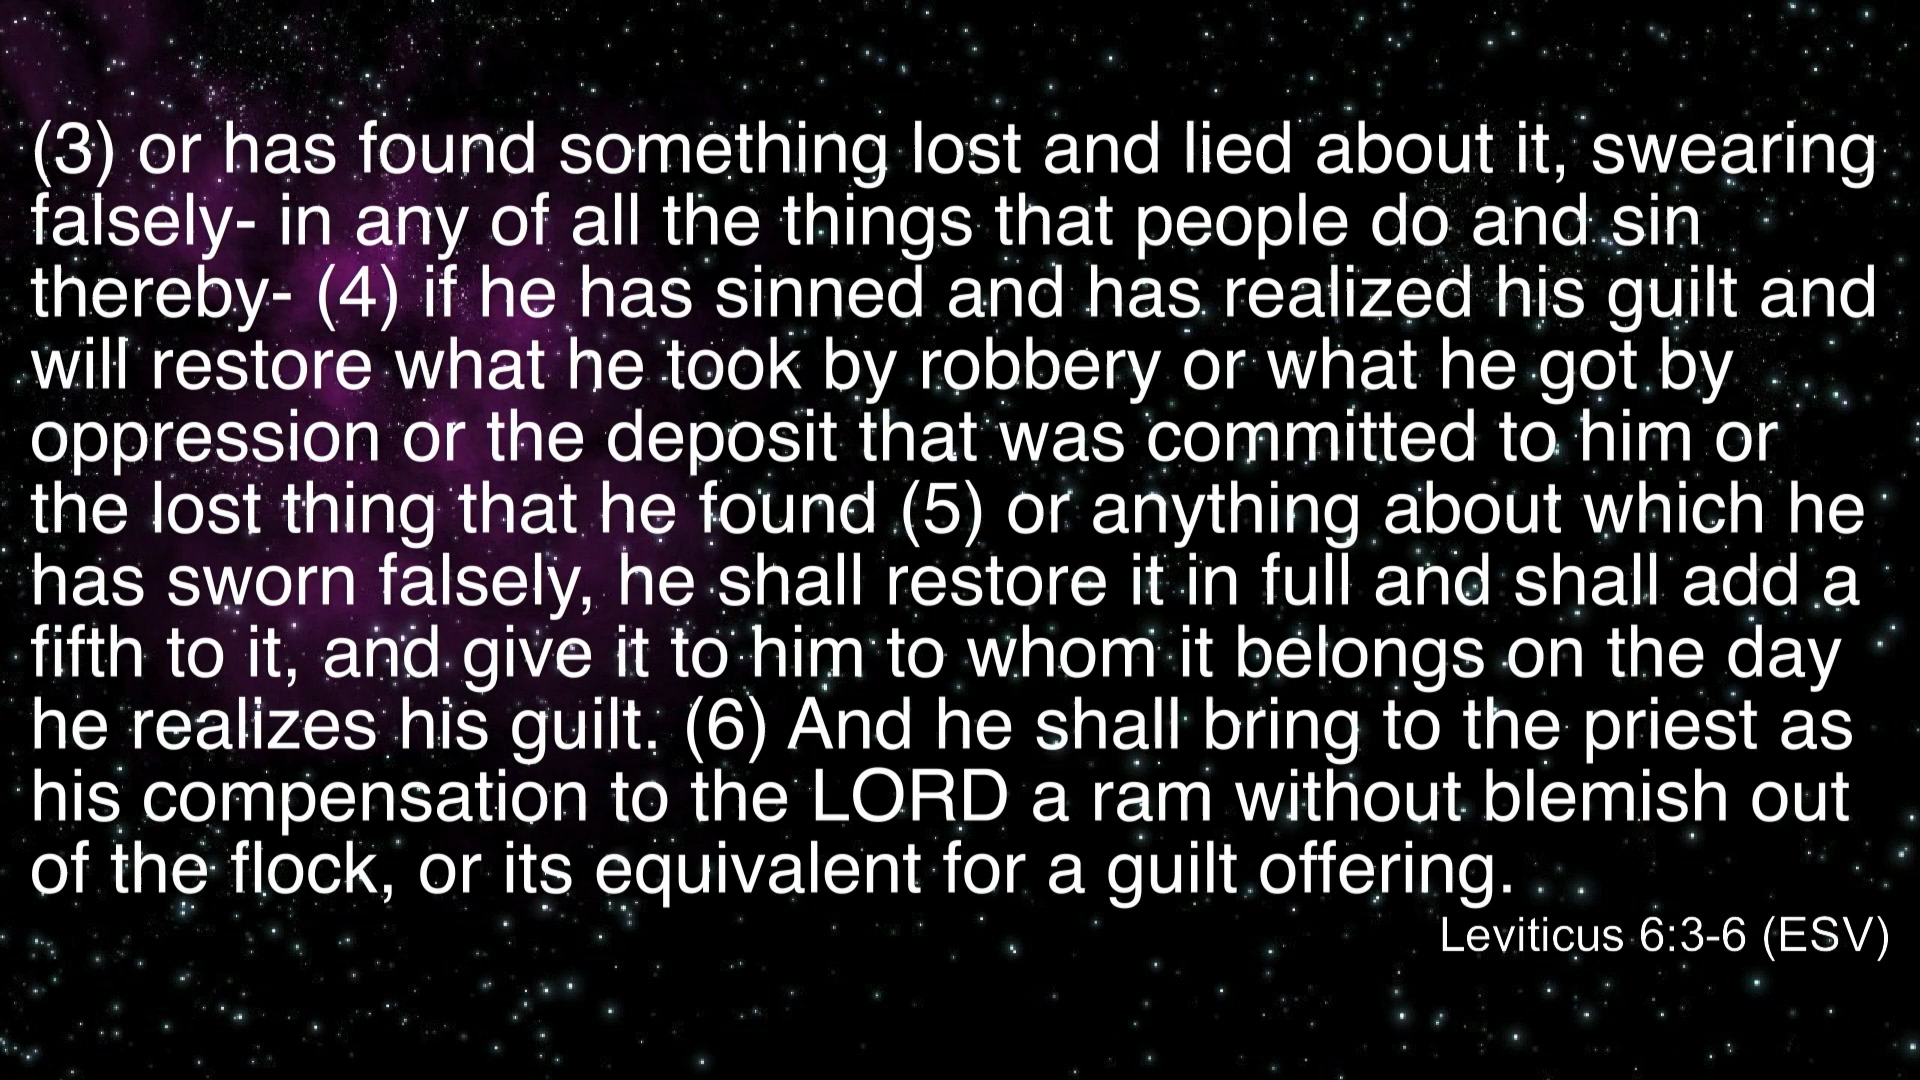 (3) or has found something lost and lied about it, swearing
falsely- in any of all the things that people do and sin
thereby- (4) if he has sinned and has realized his guilt and
will restore what he took by robbery or what he got by
oppression or the deposit that was committed to him or
the lost thing that he found (5) or anything about which he
has sworn falsely, he shall restore it in full and shall add a
fifth to it, and give it to him to whom it belongs on the day
he realizes his guilt. (6) And he shall bring to the priest as
his compensation to the LORD a ram without blemish out
of the flock, or its equivalent for a guilt offering.
Leviticus 6:3-6 (ESV)